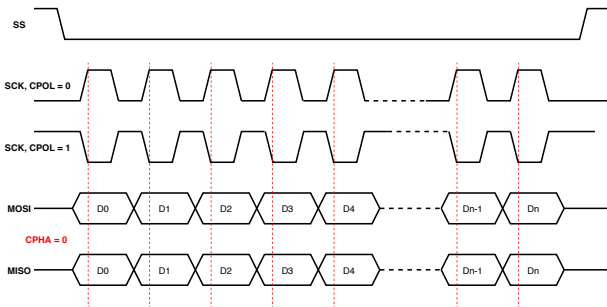 SS
SCK, CPOL = 0
SCK, CPOL = 1
MOSI D0 D1 D2 D3 D4 Dn-1 Dn
CPHA = 0
MISO D0 D1 D2 D3 D4 Dn-1 Dn